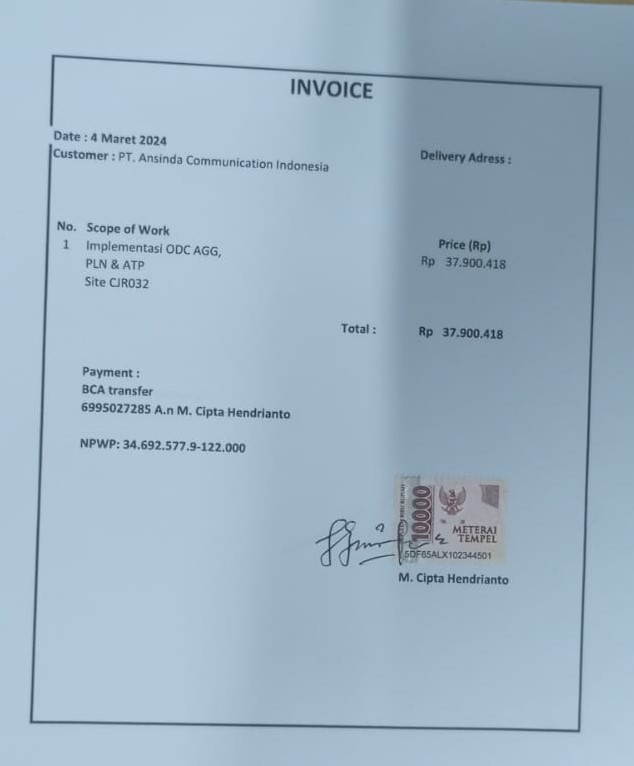 INVOICE
Date : 4 Maret 2024
Customer : PT. Ansinda Communication Indonesia
Delivery Adress :
No. Scope of Work
Price (Rp)
1 Implementasi ODC AGG,
Rp 37.900.418
PLN & ATP
Site CJR032
Total : Rp 37.900.418
Payment :
BCA transfer
6995027285 A.n M. Cipta Hendrianto
NPWP: 34.692.577.9-122.000
10000
METERAI
TEMPEL
5DF65ALX102344501
M. Cipta Hendrianto